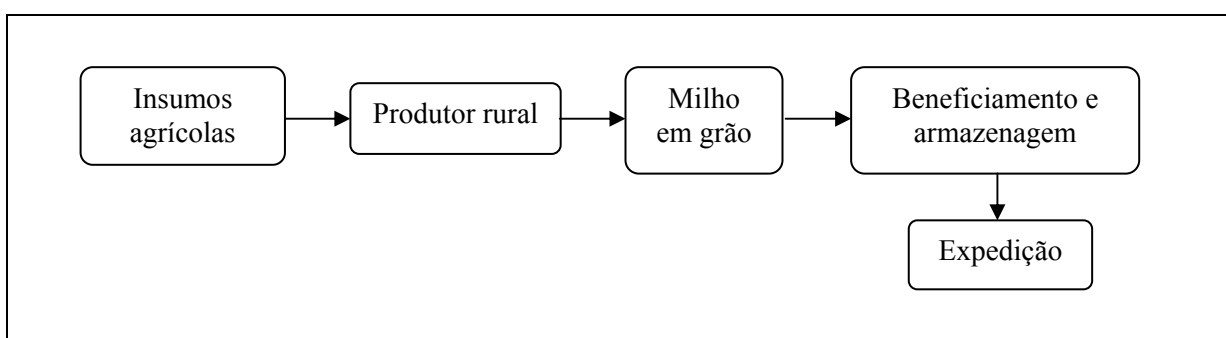 Insumos
agrícolas
Produtor rural
Milho
em grão
Beneficiamento e
armazenagem
Expedição